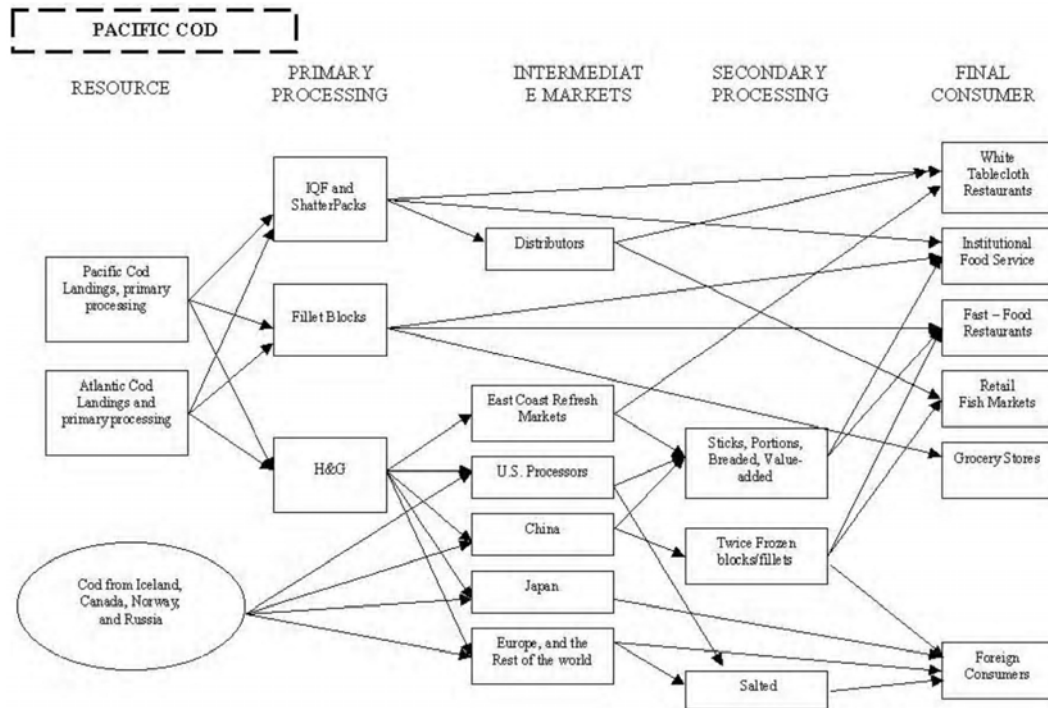 PACIFIC COD
RESOURCE
PRIMARY
PROCESSING
INTERMEDIAT
E MARKETS
SECONDARY
PROCESSING
FINAL
CONSUMER
Pacific Cod
Landings, primary
processing
Atlantic Cod
Landings and
primary processing
Cod from Iceland,
Canada, Norway,
and Russia
IQF and
ShatterPacks
Fillet Blocks
H&G
Distributors
East Coast Refresh
Markets
U.S. Processors
China
Japan
Europe, and the
Rest of the world
Sticks, Portions,
Breaded, Value-
added
Twice Frozen
blocks/fillets
Salted
White
Tablecloth
Restaurants
Institutional
Food Service
Fast – Food
Restaurants
Retail
Fish Markets
Grocery Stores
Foreign
Consumers